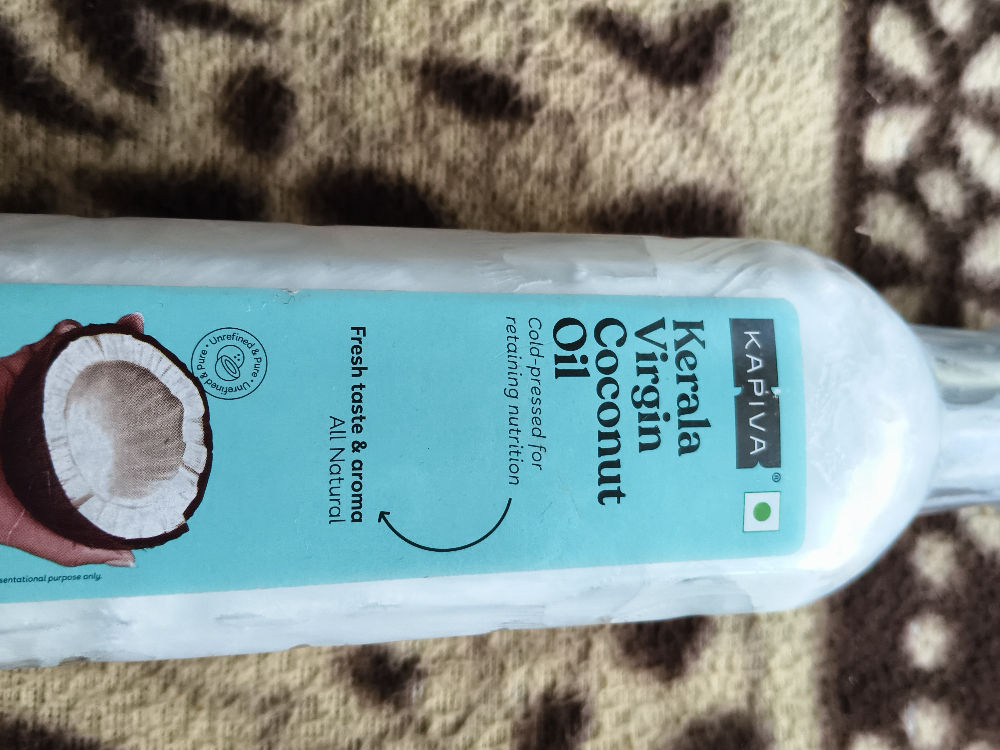 KAPIVA®
Kerala
Virgin
Coconut
Oil
Cold-pressed for
retaining nutrition
Fresh taste & aroma
All Natural
Unrefined & Pure • Unrefined & Pure •
sentational purpose only.